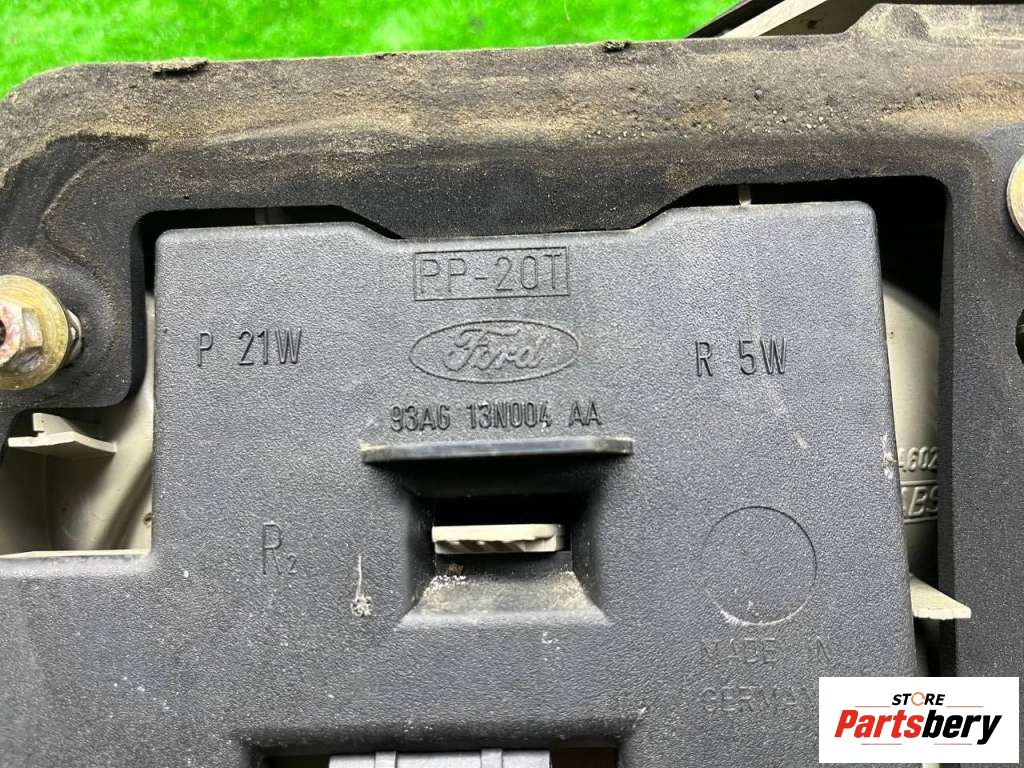 PP-20T
P 21W
Ford
R 5W
93AG 13N004 AA
R2
MADE IN
GERMANY
STORE
Partsbery